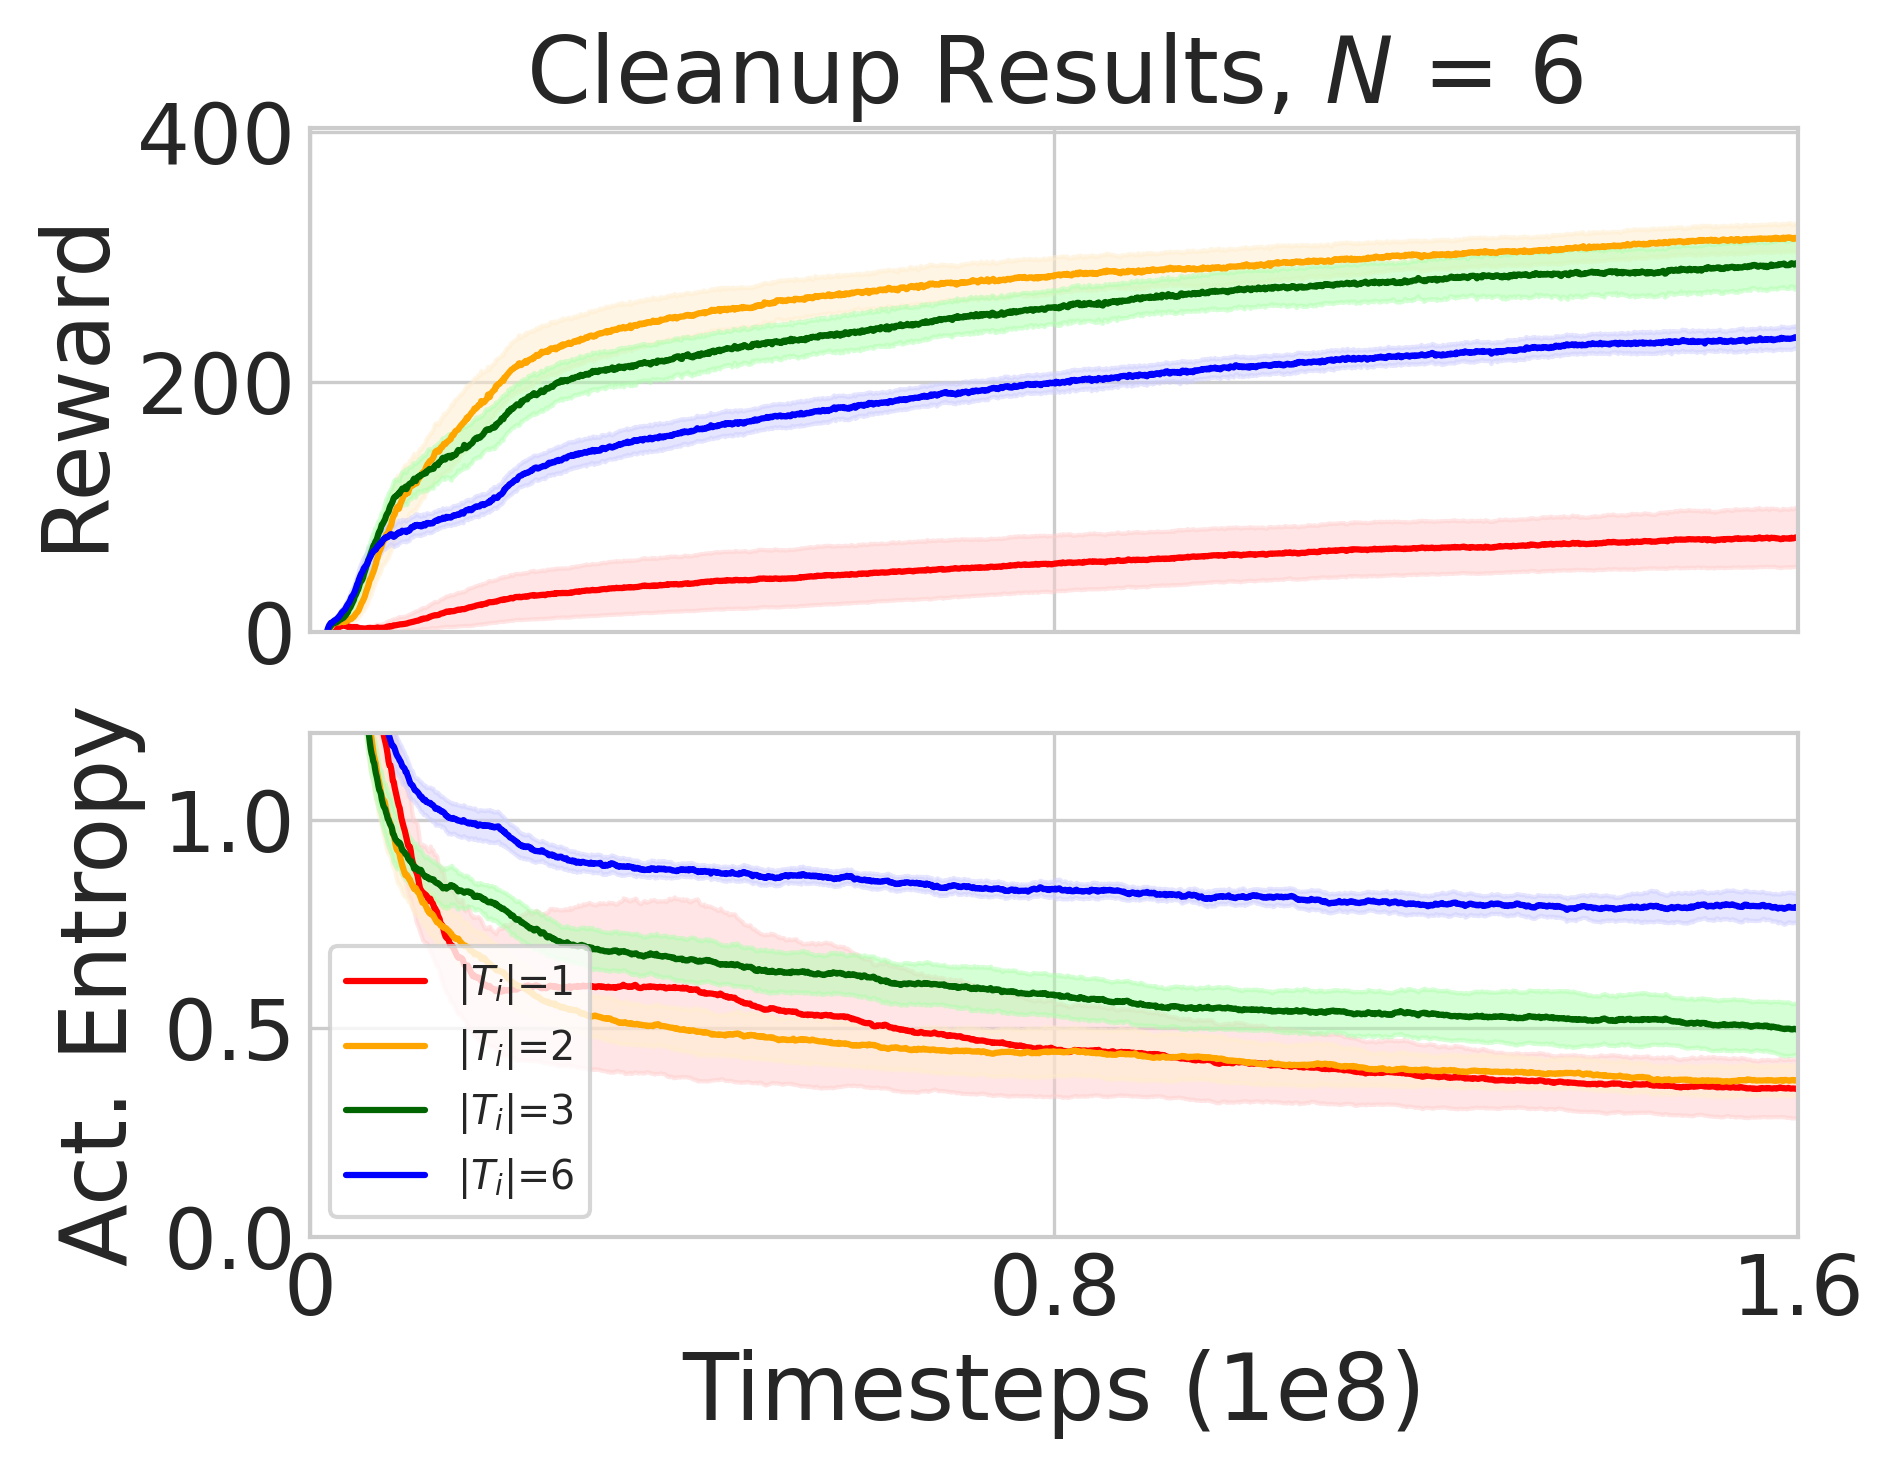 Cleanup Results, N = 6
400
200
0
Reward
1.0
0.5
0.0
Act. Entropy
|T_i|=1
|T_i|=2
|T_i|=3
|T_i|=6
0 0.8 1.6
Timesteps (1e8)